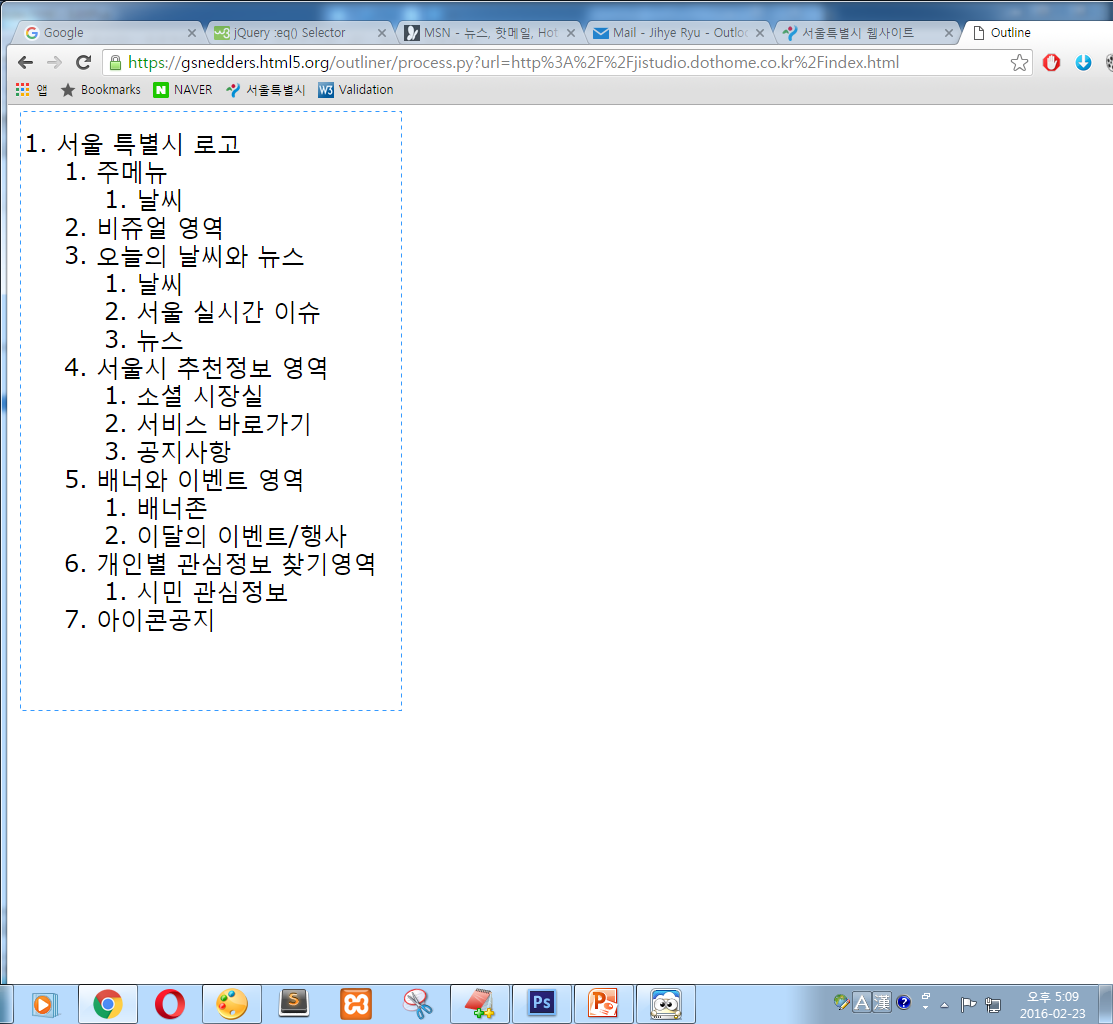 Google
jQuery :eq() Selector
MSN - 뉴스, 핫메일, Hot
Mail - Jihye Ryu - Outloo
서울특별시 웹사이트
Outline
https://gsnedders.html5.org/outliner/process.py?url=http%3A%2F%2Fjistudio.dothome.co.kr%2Findex.html
앱
Bookmarks
NAVER
서울특별시
W3 Validation
1. 서울 특별시 로고
1. 주메뉴
1. 날씨
2. 비쥬얼 영역
3. 오늘의 날씨와 뉴스
1. 날씨
2. 서울 실시간 이슈
3. 뉴스
4. 서울시 추천정보 영역
1. 소셜 시장실
2. 서비스 바로가기
3. 공지사항
5. 배너와 이벤트 영역
1. 배너존
2. 이달의 이벤트/행사
6. 개인별 관심정보 찾기영역
1. 시민 관심정보
7. 아이콘공지
Ps
A 漢
오후 5:09
2016-02-23